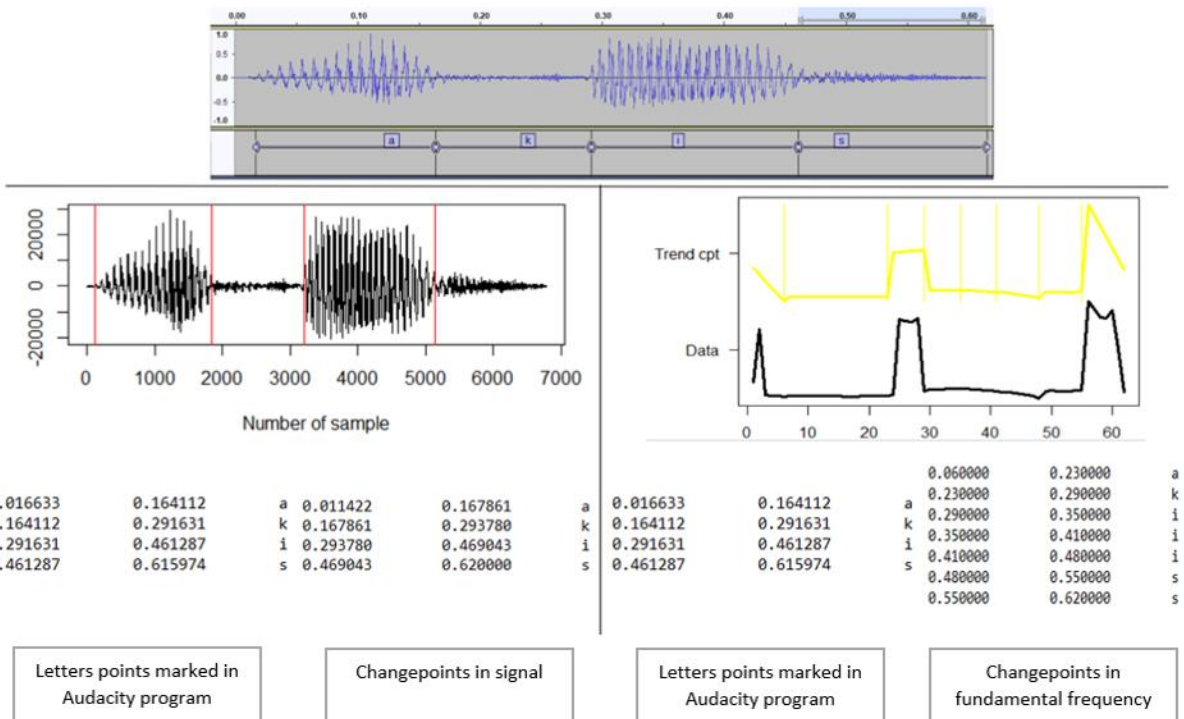 0.00 0.10 0.20 0.30 0.40 0.50 0.60
1.0
0.5
0.0
-0.5
-1.0
a k i s
20000
0
-20000
0 1000 2000 3000 4000 5000 6000 7000
Number of sample
Trend cpt
Data
0 10 20 30 40 50 60
.016633 0.164112 a 0.011422 0.167861 a
.164112 0.291631 k 0.167861 0.293780 k
.291631 0.461287 i 0.293780 0.469043 i
.461287 0.615974 s 0.469043 0.620000 s
0.016633 0.164112 a
0.164112 0.291631 k
0.291631 0.461287 i
0.461287 0.615974 s
0.060000 0.230000 a
0.230000 0.290000 k
0.290000 0.350000 i
0.350000 0.410000 i
0.410000 0.480000 i
0.480000 0.550000 s
0.550000 0.620000 s
Letters points marked in
Audacity program
Changepoints in signal
Letters points marked in
Audacity program
Changepoints in
fundamental frequency